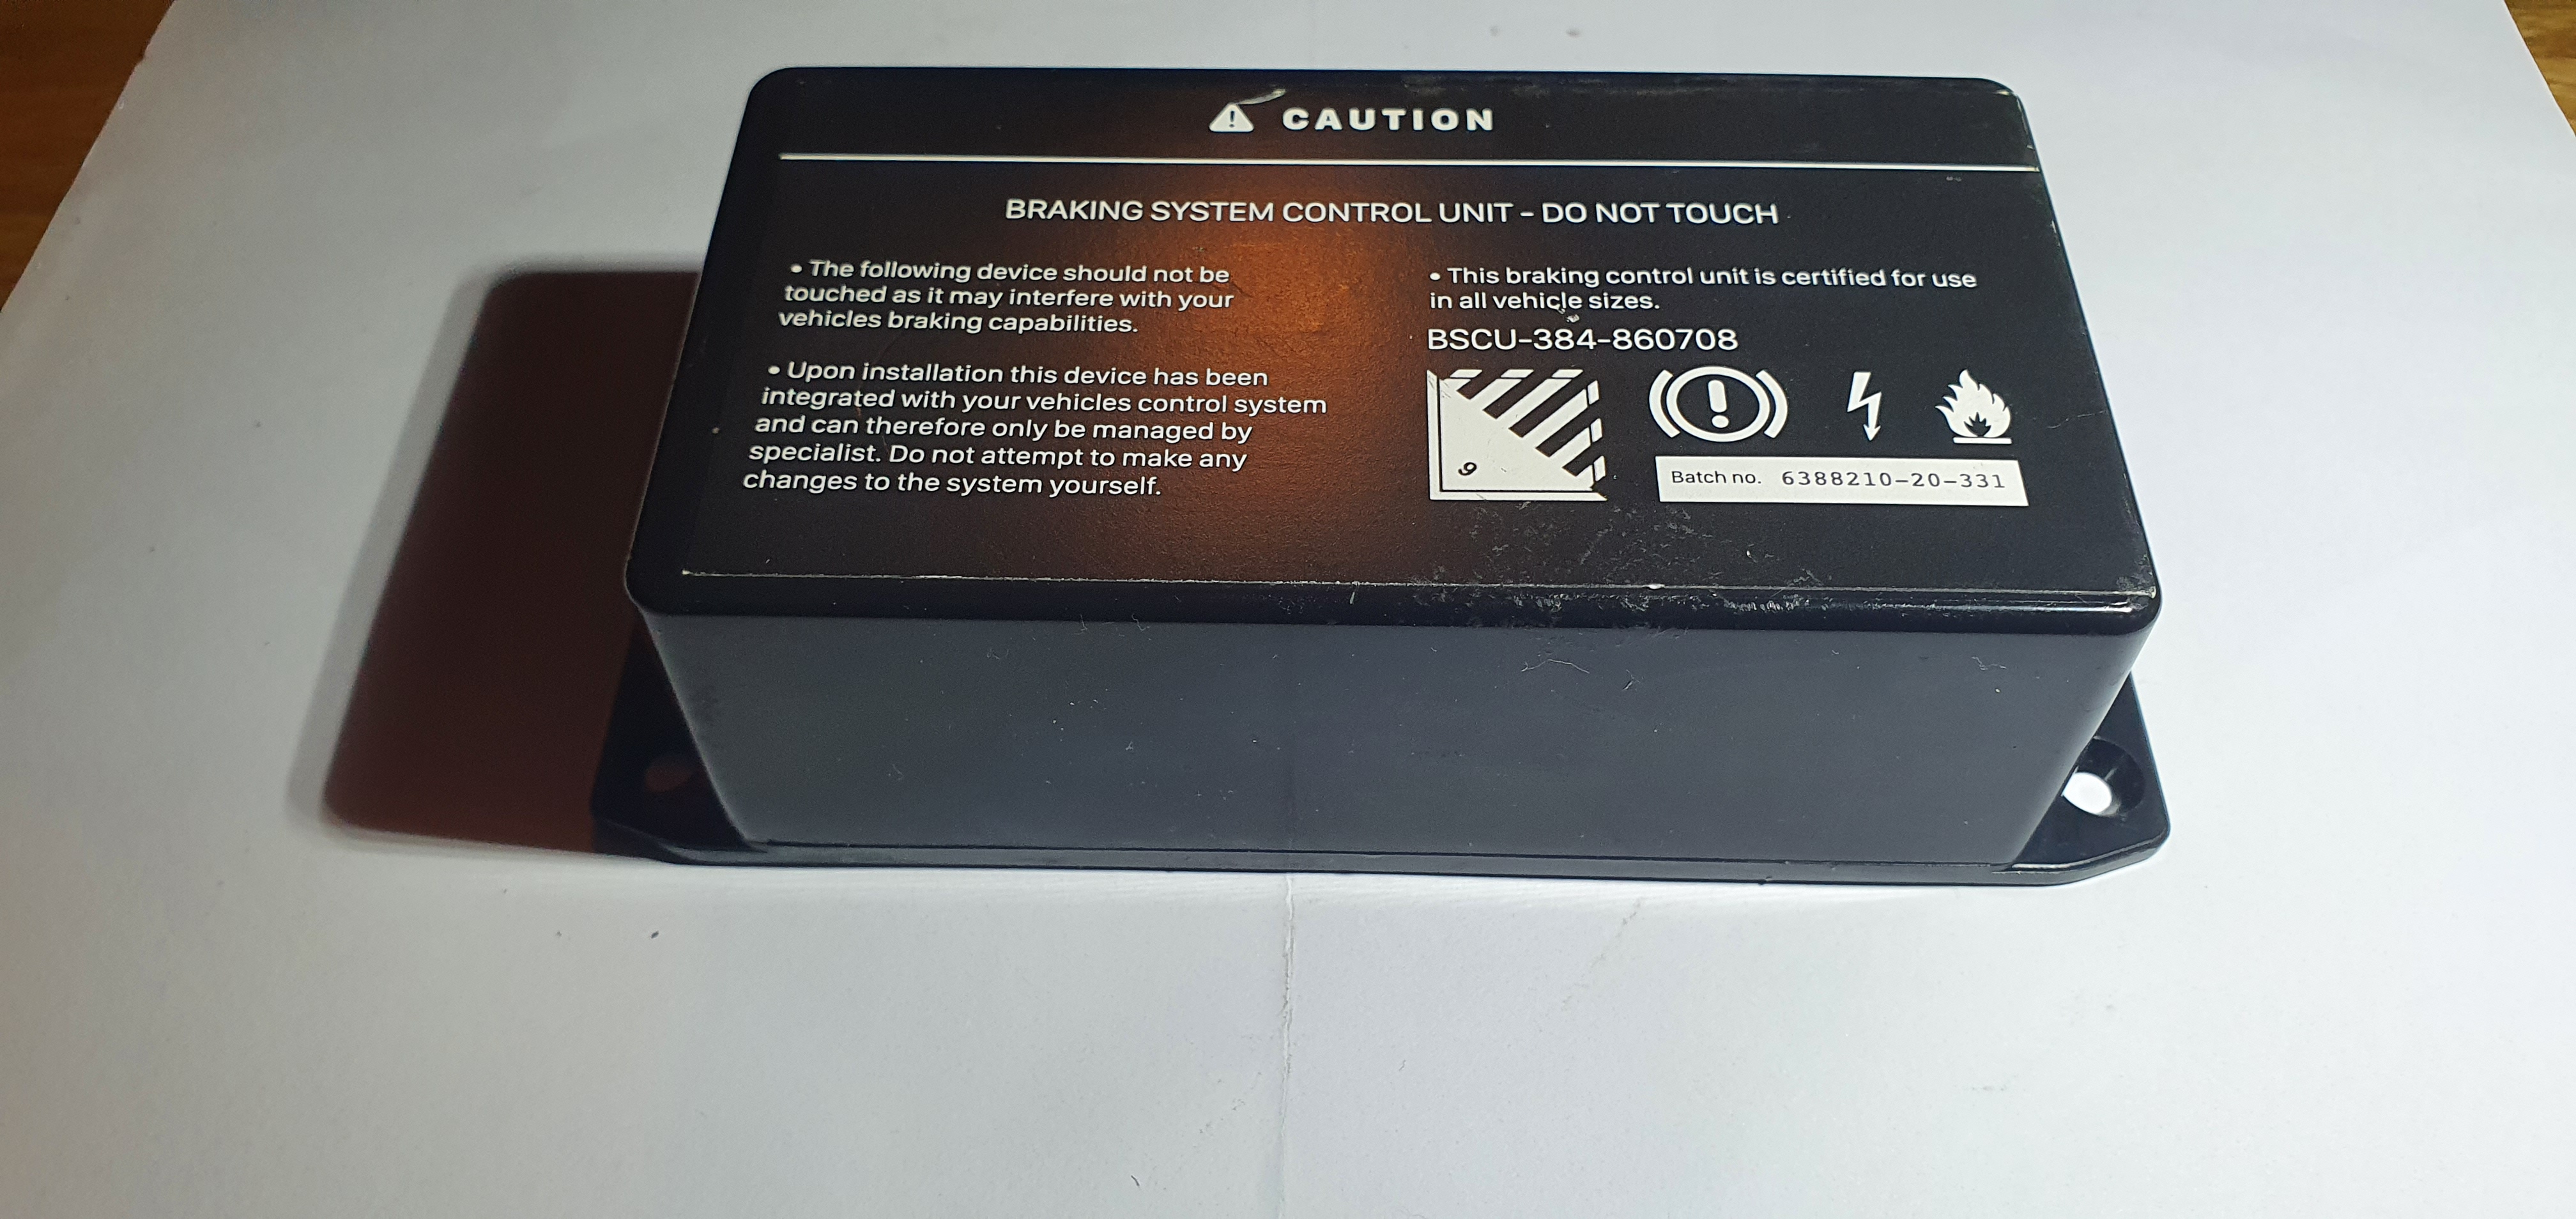 CAUTION
BRAKING SYSTEM CONTROL UNIT - DO NOT TOUCH
• The following device should not be
touched as it may interfere with your
vehicles braking capabilities.
• Upon installation this device has been
integrated with your vehicles control system
and can therefore only be managed by
specialist. Do not attempt to make any
changes to the system yourself.
• This braking control unit is certified for use
in all vehicle sizes.
BSCU-384-860708
9
Batch no. 6388210-20-331